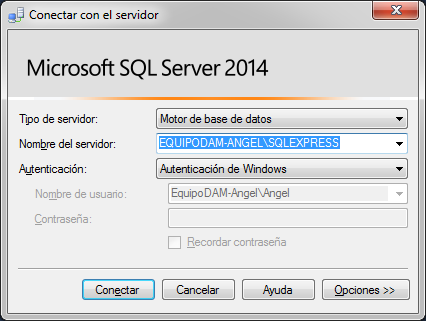 Conectar con el servidor
Microsoft SQL Server 2014
Tipo de servidor: Motor de base de datos
Nombre del servidor: EQUIPODAM-ANGEL\SQLEXPRESS
Autenticación: Autenticación de Windows
Nombre de usuario: EquipoDAM-Angel\Angel
Contraseña:
Recordar contraseña
Conectar Cancelar Ayuda Opciones >>